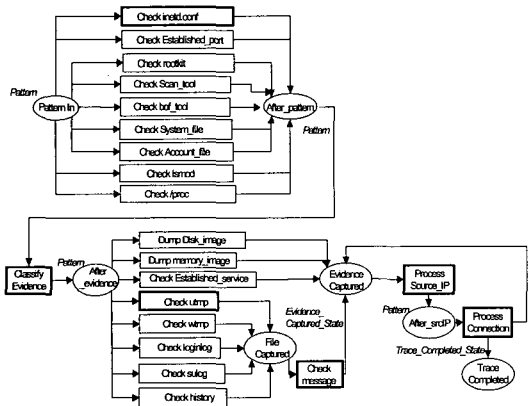 Check inetd.conf
Check Established_port
Check rootkit
Pattern
Check Scan_tool
Pattern In
Check bof_tool
After_pattern
Check System_file
Pattern
Check Account_file
Check lsmod
Check /proc
Dump Disk_image
Dump memory_image
Classify
Evidence
Pattern
After
_evidence
Check Established_service
Evidence
Captured
Process
Source_IP
Check utmp
Evidence_
Captured_State
Pattern
Check wtmp
After_srcIP
Process
Connection
Check loginlog
File
Captured
Trace_Completed_State
Check sulog
Check
message
Trace
Completed
Check history